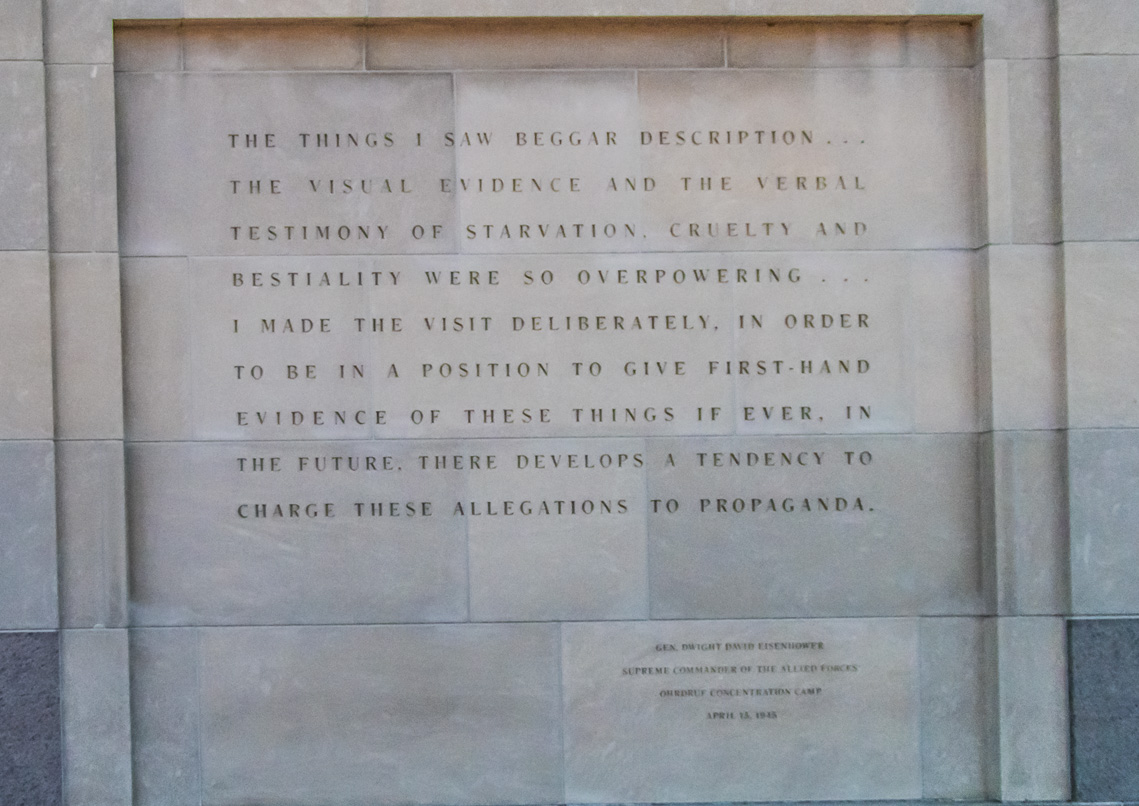 THE THINGS I SAW BEGGAR DESCRIPTION...
THE VISUAL EVIDENCE AND THE VERBAL
TESTIMONY OF STARVATION, CRUELTY AND
BESTIALITY WERE SO OVERPOWERING ...
I MADE THE VISIT DELIBERATELY, IN ORDER
TO BE IN A POSITION TO GIVE FIRST-HAND
EVIDENCE OF THESE THINGS IF EVER, IN
THE FUTURE, THERE DEVELOPS A TENDENCY TO
CHARGE THESE ALLEGATIONS TO PROPAGANDA.
GEN. DWIGHT DAVID EISENHOWER
SUPREME COMMANDER OF THE ALLIED FORCES
OHRDRUF CONCENTRATION CAMP
APRIL 15, 1945